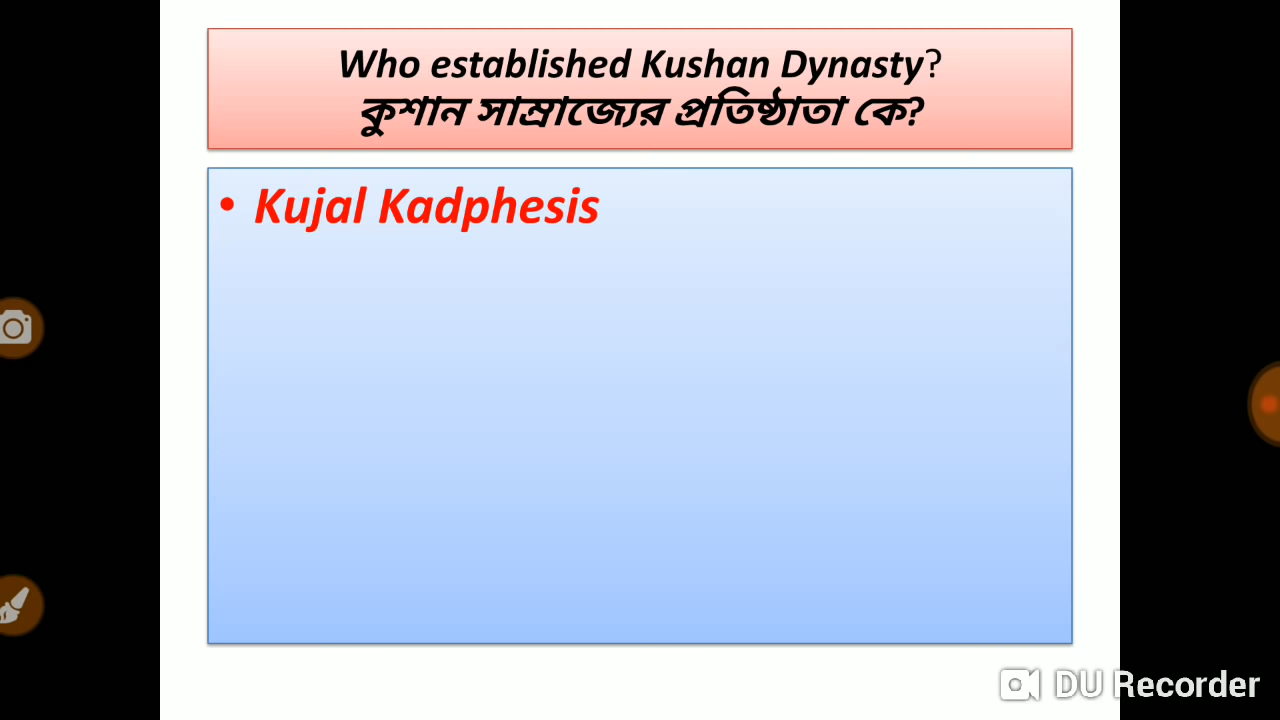 Who established Kushan Dynasty?
কুশান সাম্রাজ্যের প্রতিষ্ঠাতা কে?
• Kujal Kadphesis
DU Recorder